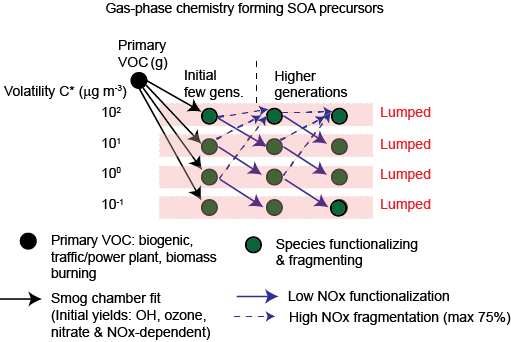 Gas-phase chemistry forming SOA precursors
Primary
VOC (g)
Initial
few gens.
Higher
generations
Volatility C* (μg m⁻³)
10² Lumped
10¹ Lumped
10⁰ Lumped
10⁻¹ Lumped
Primary VOC: biogenic,
traffic/power plant, biomass
burning
Species functionalizing
& fragmenting
Smog chamber fit
(Initial yields: OH, ozone,
nitrate & NOx-dependent)
Low NOx functionalization
High NOx fragmentation (max 75%)